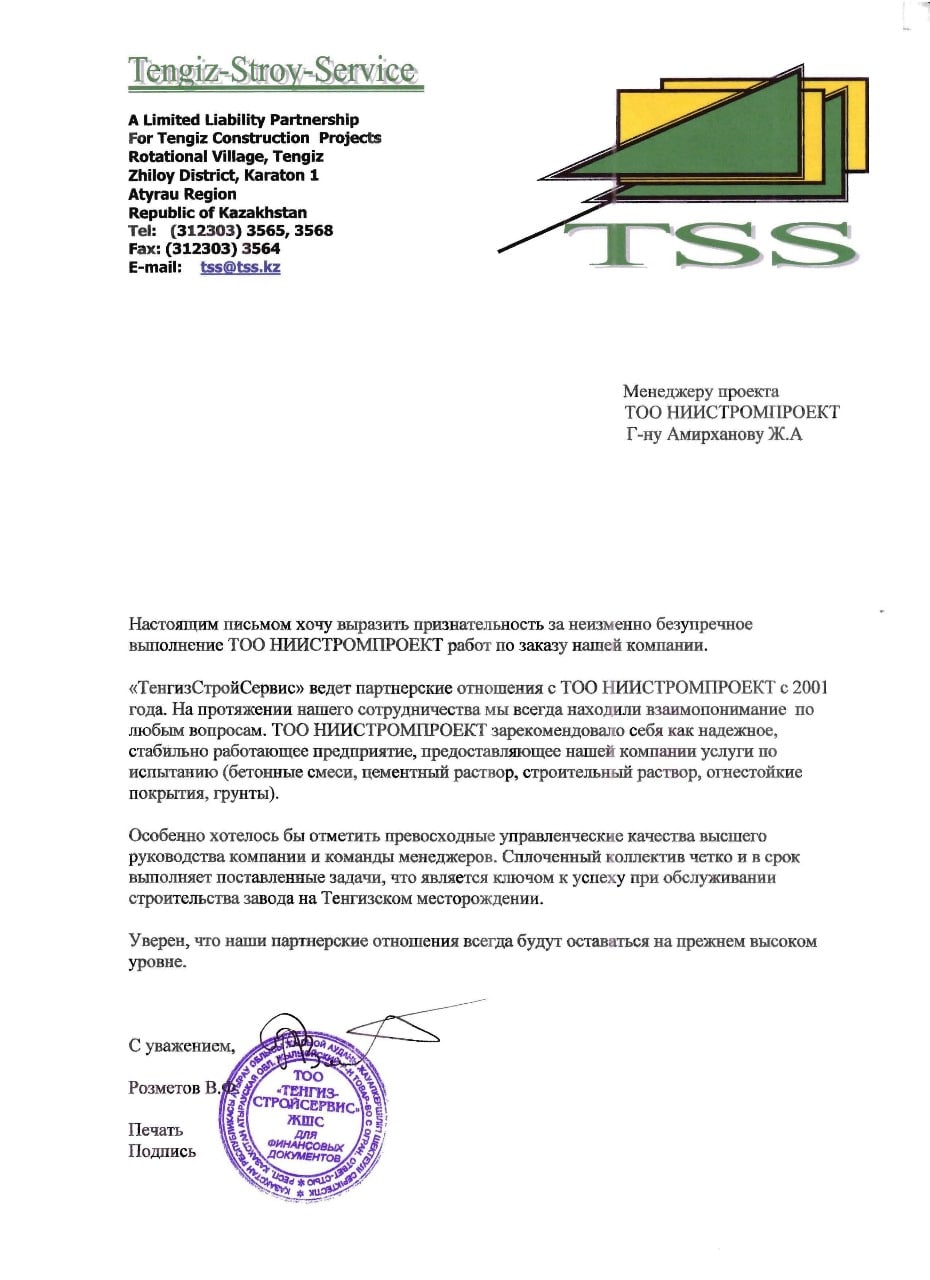 Tengiz-Stroy-Service
A Limited Liability Partnership
For Tengiz Construction Projects
Rotational Village, Tengiz
Zhiloy District, Karaton 1
Atyrau Region
Republic of Kazakhstan
Tel: (312303) 3565, 3568
Fax: (312303) 3564
E-mail: tss@tss.kz
TSS
Менеджеру проекта
ТОО НИИСТРОМПРОЕКТ
Г-ну Амирханову Ж.А
Настоящим письмом хочу выразить признательность за неизменно безупречное
выполнение ТОО НИИСТРОМПРОЕКТ работ по заказу нашей компании.
«ТенгизСтройСервис» ведет партнерские отношения с ТОО НИИСТРОМПРОЕКТ с 2001
года. На протяжении нашего сотрудничества мы всегда находили взаимопонимание по
любым вопросам. ТОО НИИСТРОМПРОЕКТ зарекомендовало себя как надежное,
стабильно работающее предприятие, предоставляющее нашей компании услуги по
испытанию (бетонные смеси, цементный раствор, строительный раствор, огнестойкие
покрытия, грунты).
Особенно хотелось бы отметить превосходные управленческие качества высшего
руководства компании и команды менеджеров. Сплоченный коллектив четко и в срок
выполняет поставленные задачи, что является ключом к успеху при обслуживании
строительства завода на Тенгизском месторождении.
Уверен, что наши партнерские отношения всегда будут оставаться на прежнем высоком
уровне.
С уважением,
Розметов В.Ф.
Печать
Подпись
ТОО
«ТЕНГИЗ-
СТРОЙСЕРВИС»
ЖШС
ДЛЯ
ФИНАНСОВЫХ
ДОКУМЕНТОВ